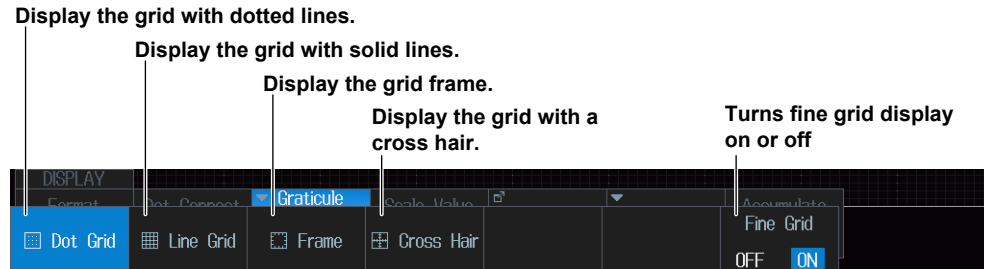 Display the grid with dotted lines.
Display the grid with solid lines.
Display the grid frame.
Display the grid with a
cross hair.
Turns fine grid display
on or off
DISPLAY
Format Dot Connect Graticule Scale Value Accumulate
Dot Grid Line Grid Frame Cross Hair Fine Grid
OFF ON